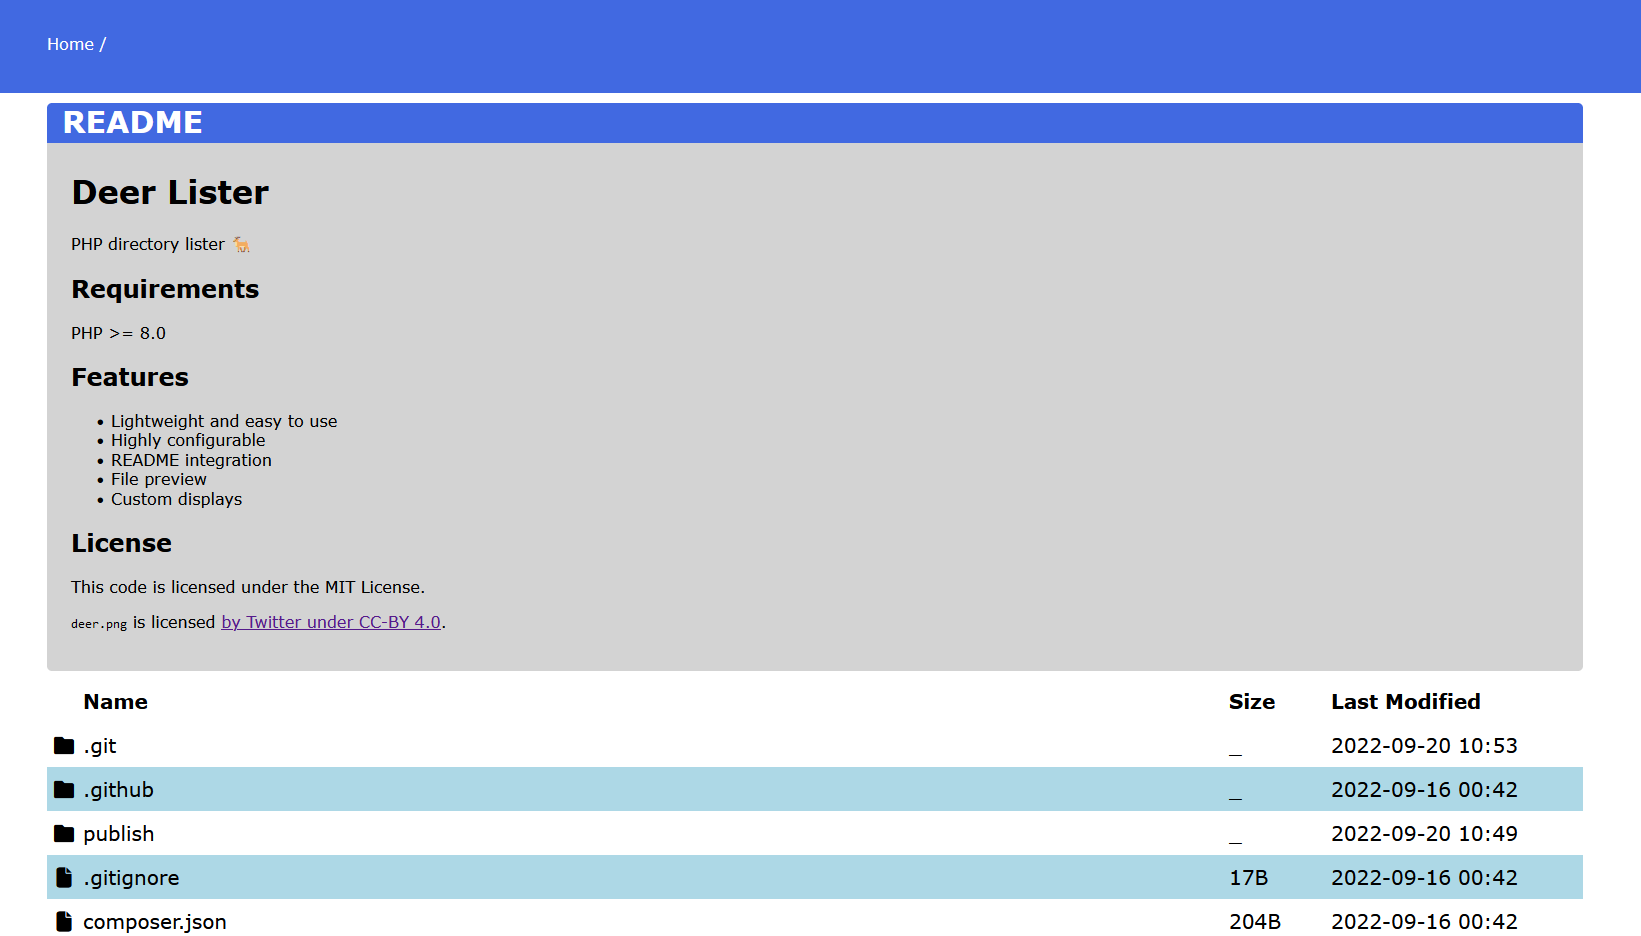 Home /
README
Deer Lister
PHP directory lister 🦌
Requirements
PHP >= 8.0
Features
• Lightweight and easy to use
• Highly configurable
• README integration
• File preview
• Custom displays
License
This code is licensed under the MIT License.
deer.png is licensed by Twitter under CC-BY 4.0.
Name Size Last Modified
.git _ 2022-09-20 10:53
.github _ 2022-09-16 00:42
publish _ 2022-09-20 10:49
.gitignore 17B 2022-09-16 00:42
composer.json 204B 2022-09-16 00:42